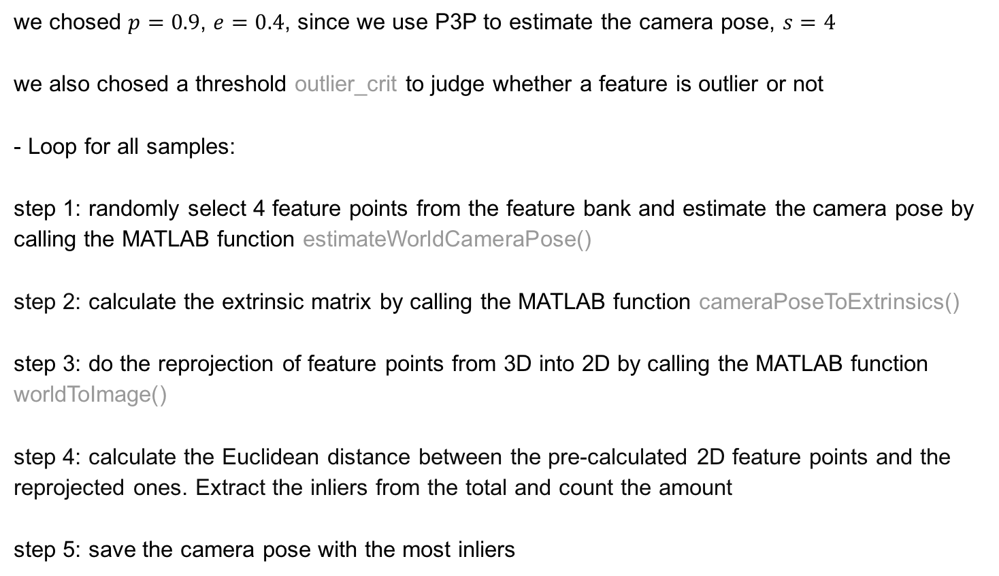 we chosed p = 0.9, e = 0.4, since we use P3P to estimate the camera pose, s = 4
we also chosed a threshold outlier_crit to judge whether a feature is outlier or not
- Loop for all samples:
step 1: randomly select 4 feature points from the feature bank and estimate the camera pose by
calling the MATLAB function estimateWorldCameraPose()
step 2: calculate the extrinsic matrix by calling the MATLAB function cameraPoseToExtrinsics()
step 3: do the reprojection of feature points from 3D into 2D by calling the MATLAB function
worldToImage()
step 4: calculate the Euclidean distance between the pre-calculated 2D feature points and the
reprojected ones. Extract the inliers from the total and count the amount
step 5: save the camera pose with the most inliers